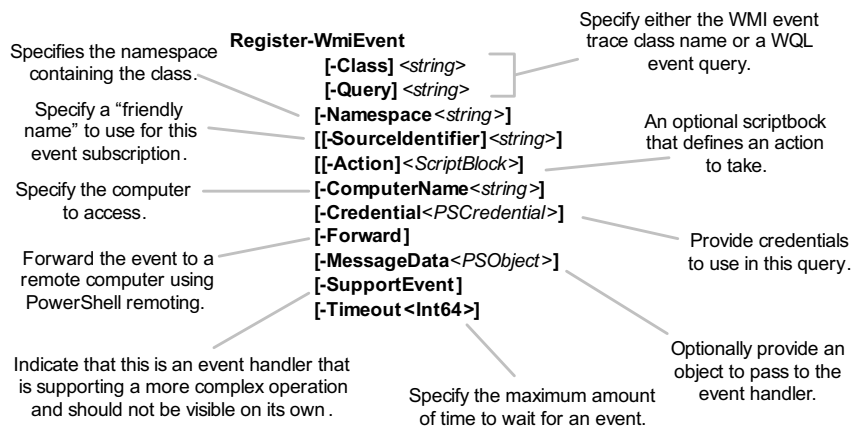 Register-WmiEvent
[-Class] <string>
[-Query] <string>
[-Namespace<string>]
[[-SourceIdentifier]<string>]
[[-Action]<ScriptBlock>]
[-ComputerName<string>]
[-Credential<PSCredential>]
[-Forward]
[-MessageData<PSObject>]
[-SupportEvent]
[-Timeout<Int64>]
Specifies the namespace
containing the class.
Specify a “friendly
name” to use for this
event subscription.
Specify the computer
to access.
Forward the event to a
remote computer using
PowerShell remoting.
Indicate that this is an event handler that
is supporting a more complex operation
and should not be visible on its own.
Specify either the WMI event
trace class name or a WQL
event query.
An optional scriptbock
that defines an action
to take.
Provide credentials
to use in this query.
Optionally provide an
object to pass to the
event handler.
Specify the maximum amount
of time to wait for an event.